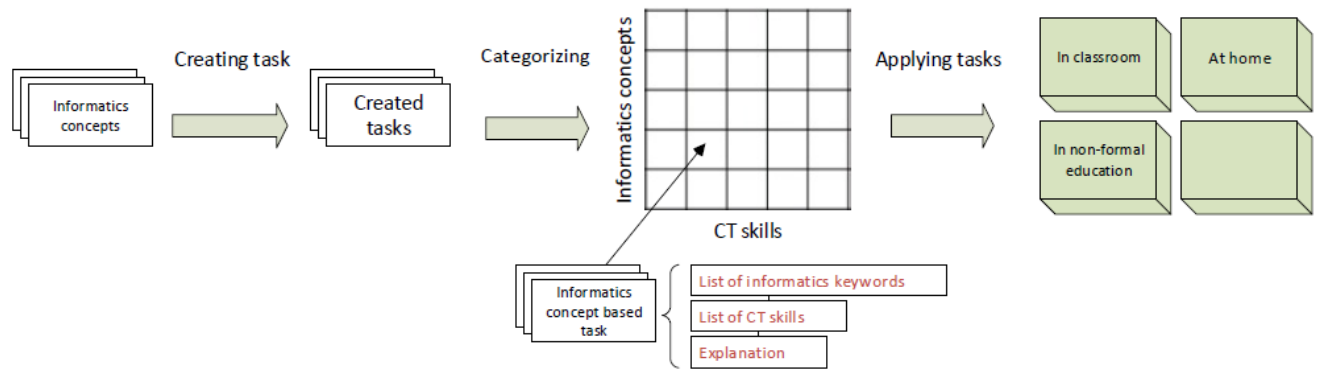 Creating task
Categorizing
Applying tasks
Informatics
concepts
Created
tasks
Informatics concepts
CT skills
In classroom
At home
In non-formal
education
Informatics
concept based
task
List of informatics keywords
List of CT skills
Explanation